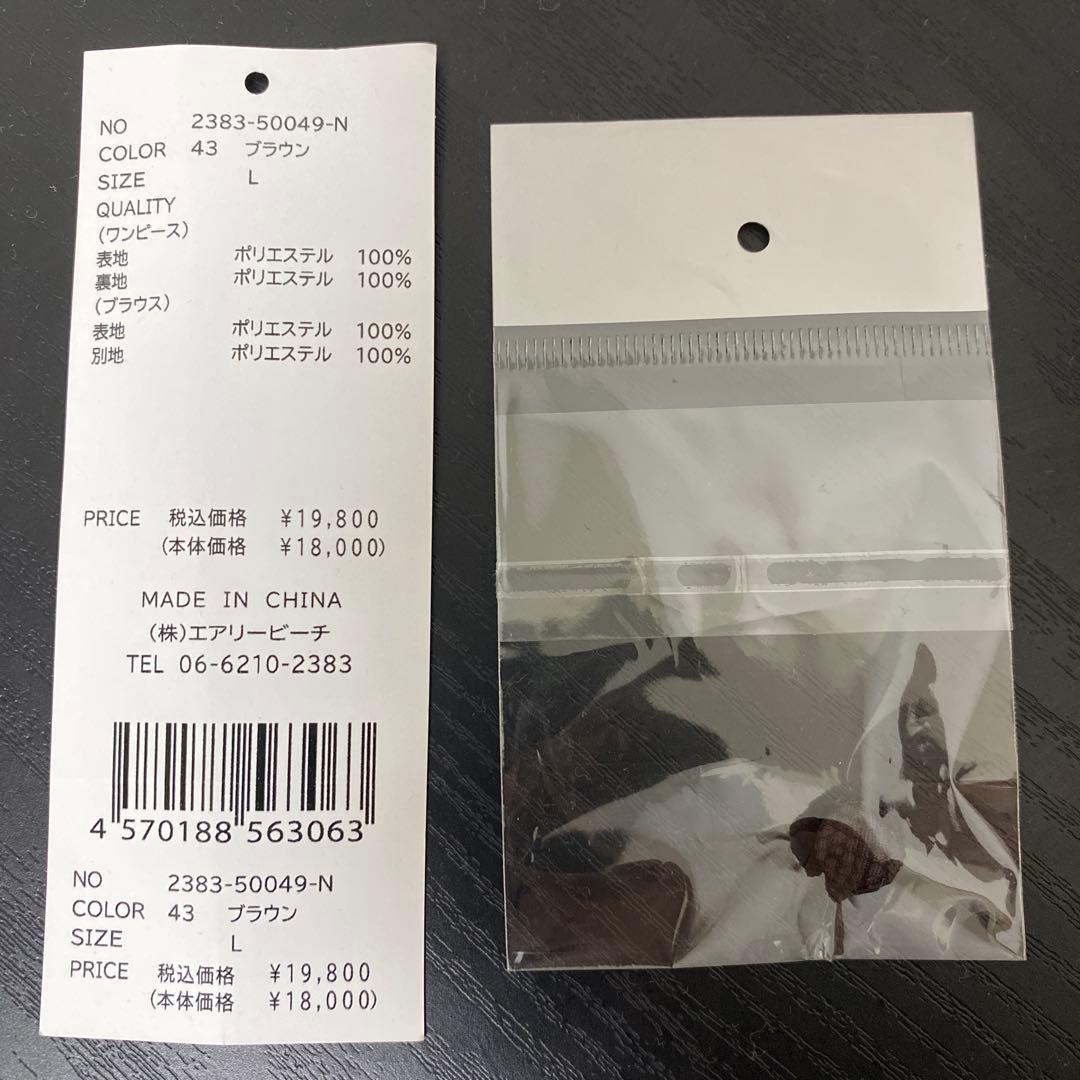 NO 2383-50049-N
COLOR 43 ブラウン
SIZE L
QUALITY
(ワンピース)
表地 ポリエステル 100%
裏地 ポリエステル 100%
(ブラウス)
表地 ポリエステル 100%
別地 ポリエステル 100%
PRICE 税込価格 ¥19,800
(本体価格 ¥18,000)
MADE IN CHINA
(株)エアリービーチ
TEL 06-6210-2383
4 570188 563063
NO 2383-50049-N
COLOR 43 ブラウン
SIZE L
PRICE 税込価格 ¥19,800
(本体価格 ¥18,000)